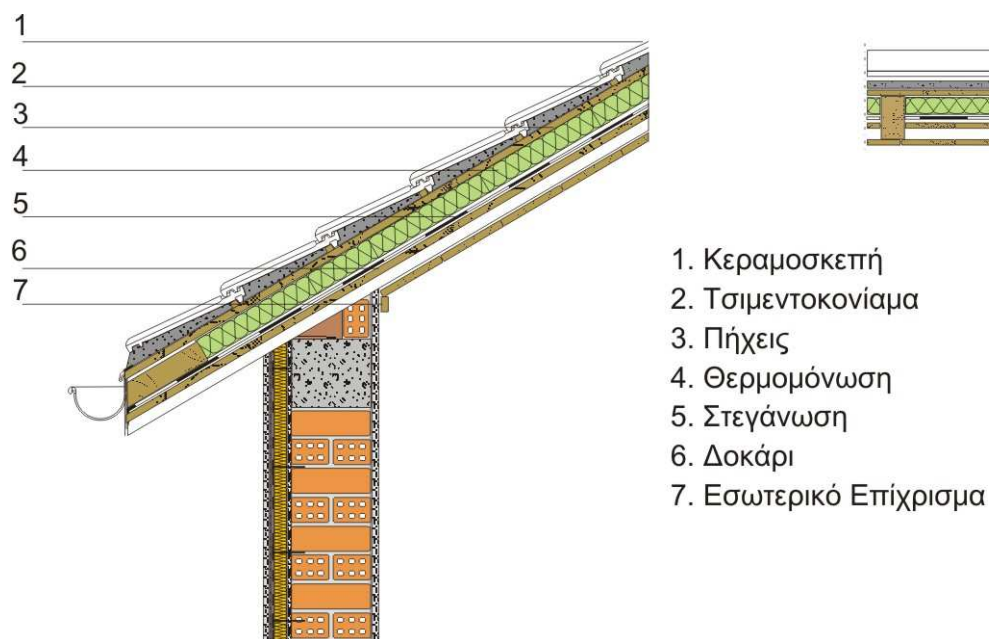 1
2
3
4
5
6
7
1. Κεραμοσκεπή
2. Τσιμεντοκονίαμα
3. Πήχεις
4. Θερμομόνωση
5. Στεγάνωση
6. Δοκάρι
7. Εσωτερικό Επίχρισμα